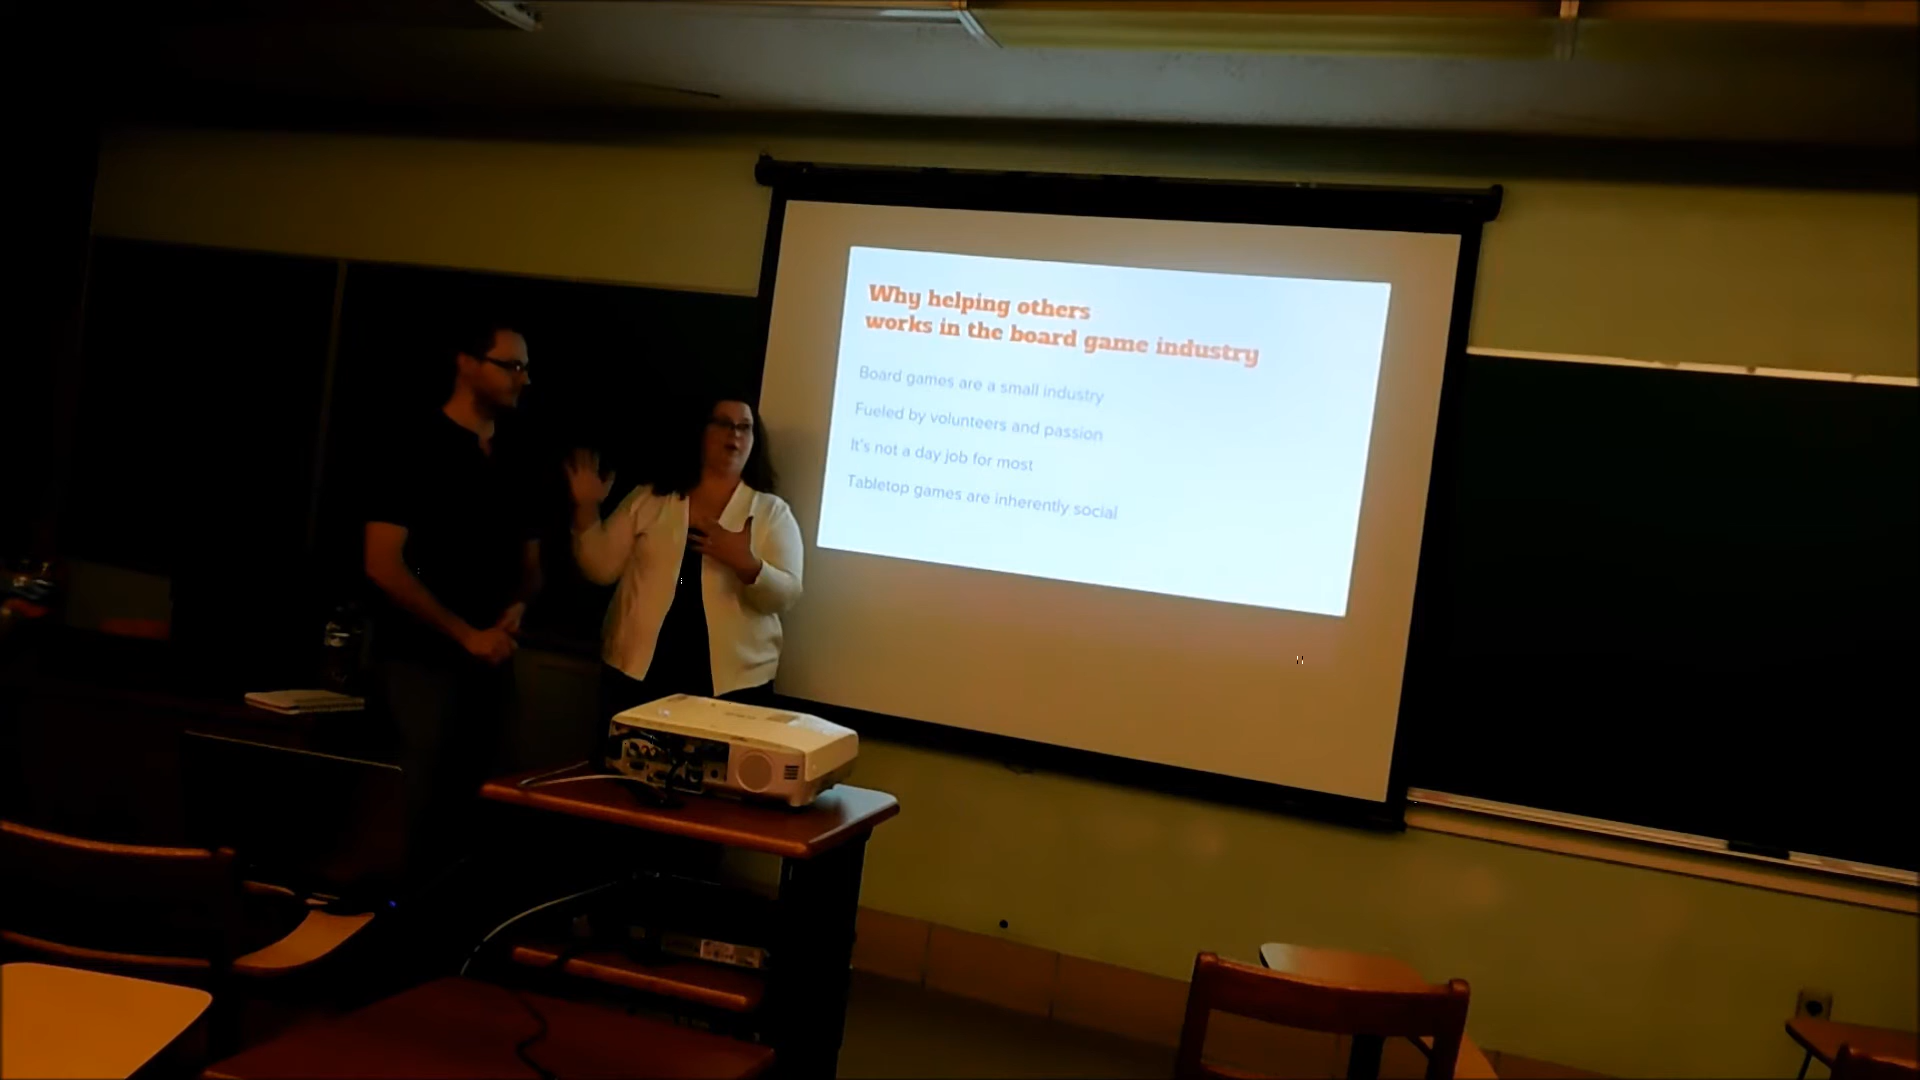 Why helping others
works in the board game industry
Board games are a small industry
Fueled by volunteers and passion
It's not a day job for most
Tabletop games are inherently social